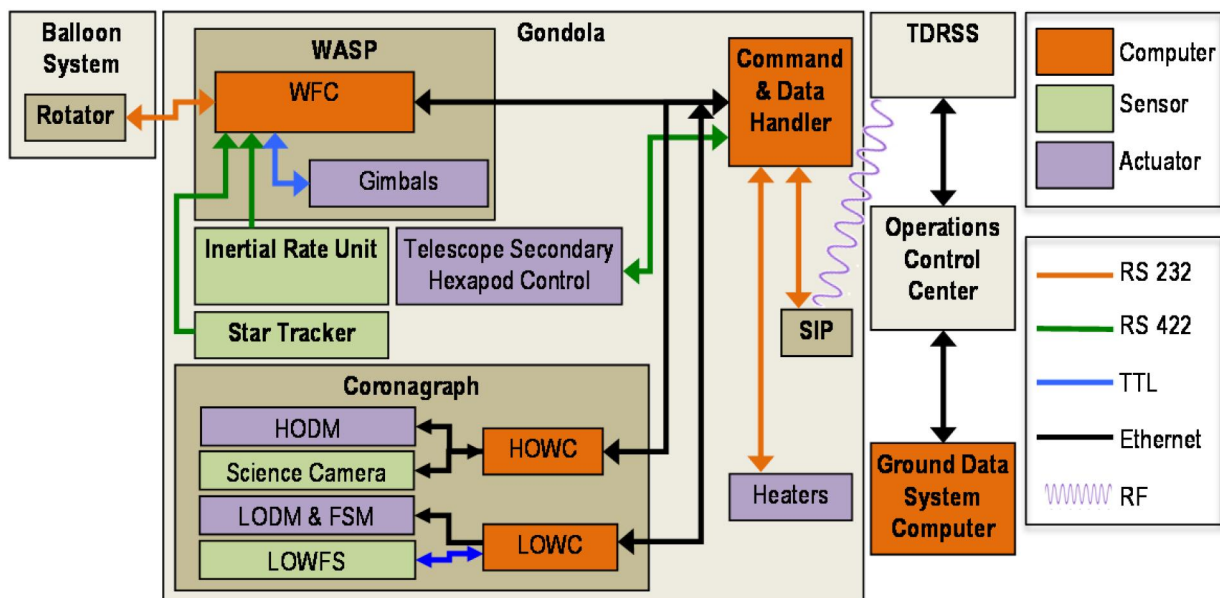 Balloon
System
Rotator
Gondola
WASP
WFC
Gimbals
Inertial Rate Unit
Star Tracker
Telescope Secondary
Hexapod Control
Command
& Data
Handler
SIP
Heaters
Coronagraph
HODM
Science Camera
LODM & FSM
LOWFS
HOWC
LOWC
TDRSS
Operations
Control
Center
Ground Data
System
Computer
Computer
Sensor
Actuator
RS 232
RS 422
TTL
Ethernet
RF